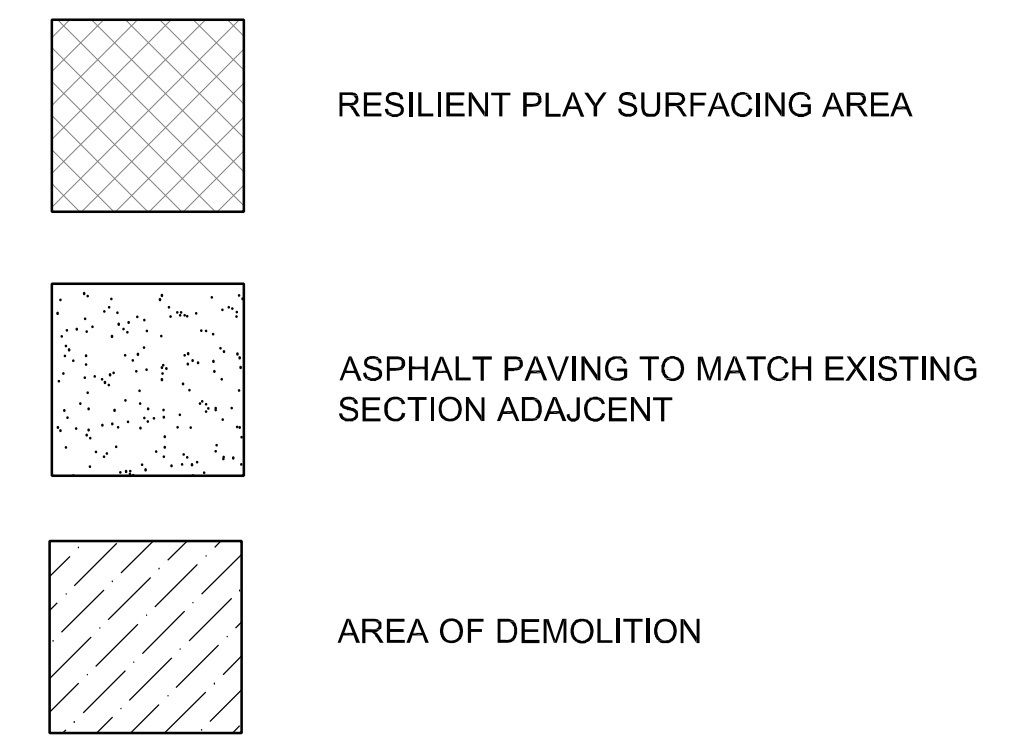 RESILIENT PLAY SURFACING AREA
ASPHALT PAVING TO MATCH EXISTING
SECTION ADAJCENT
AREA OF DEMOLITION